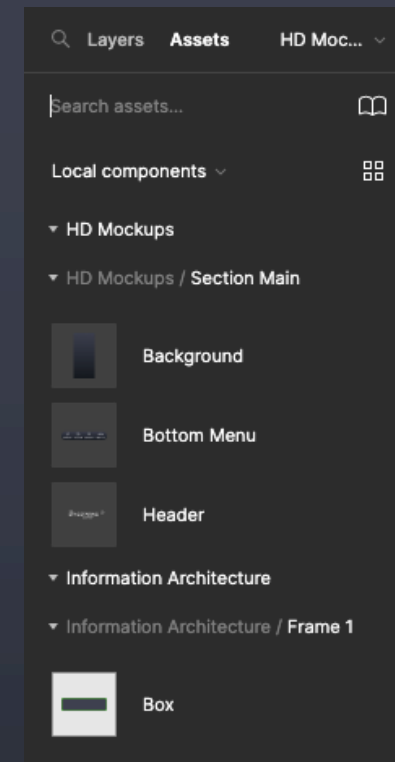 Layers Assets HD Moc...
Search assets...
Local components
HD Mockups
HD Mockups / Section Main
Background
Bottom Menu
Header
Information Architecture
Information Architecture / Frame 1
Box